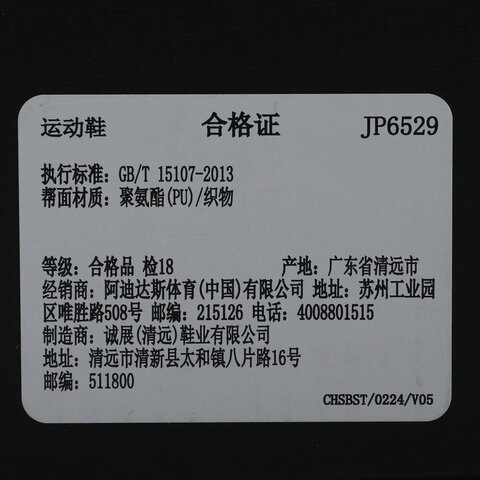 运动鞋 合格证 JP6529
执行标准：GB/T 15107-2013
帮面材质：聚氨酯(PU)/织物
等级：合格品 检18 产地：广东省清远市
经销商：阿迪达斯体育(中国)有限公司 地址：苏州工业园
区唯胜路508号 邮编：215126 电话：4008801515
制造商：诚展(清远)鞋业有限公司
地址：清远市清新县太和镇八片路16号
邮编：511800
CHSBST/0224/V05